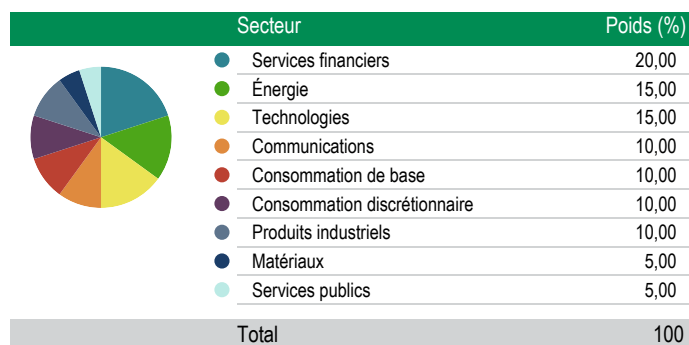 Secteur Poids (%)
Services financiers 20,00
Énergie 15,00
Technologies 15,00
Communications 10,00
Consommation de base 10,00
Consommation discrétionnaire 10,00
Produits industriels 10,00
Matériaux 5,00
Services publics 5,00
Total 100